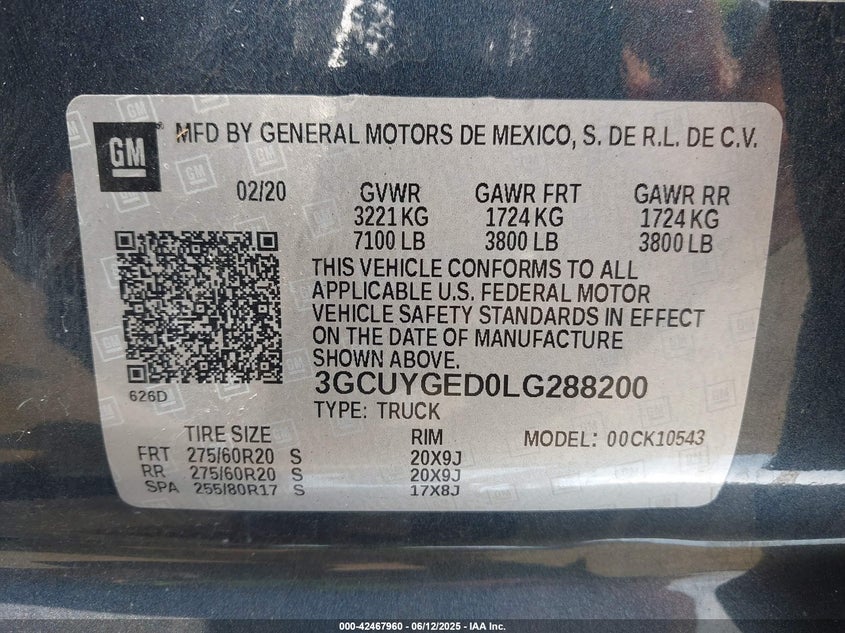 GM
MFD BY GENERAL MOTORS DE MEXICO, S. DE R.L. DE C.V.
02/20 GVWR GAWR FRT GAWR RR
3221 KG 1724 KG 1724 KG
7100 LB 3800 LB 3800 LB
THIS VEHICLE CONFORMS TO ALL
APPLICABLE U.S. FEDERAL MOTOR
VEHICLE SAFETY STANDARDS IN EFFECT
ON THE DATE OF MANUFACTURE
SHOWN ABOVE.
626D
3GCUYGED0LG288200
TYPE: TRUCK
TIRE SIZE RIM MODEL: 00CK10543
FRT 275/60R20 S 20X9J
RR 275/60R20 S 20X9J
SPA 255/80R17 S 17X8J
000-42467960 - 06/12/2025 - IAA Inc.